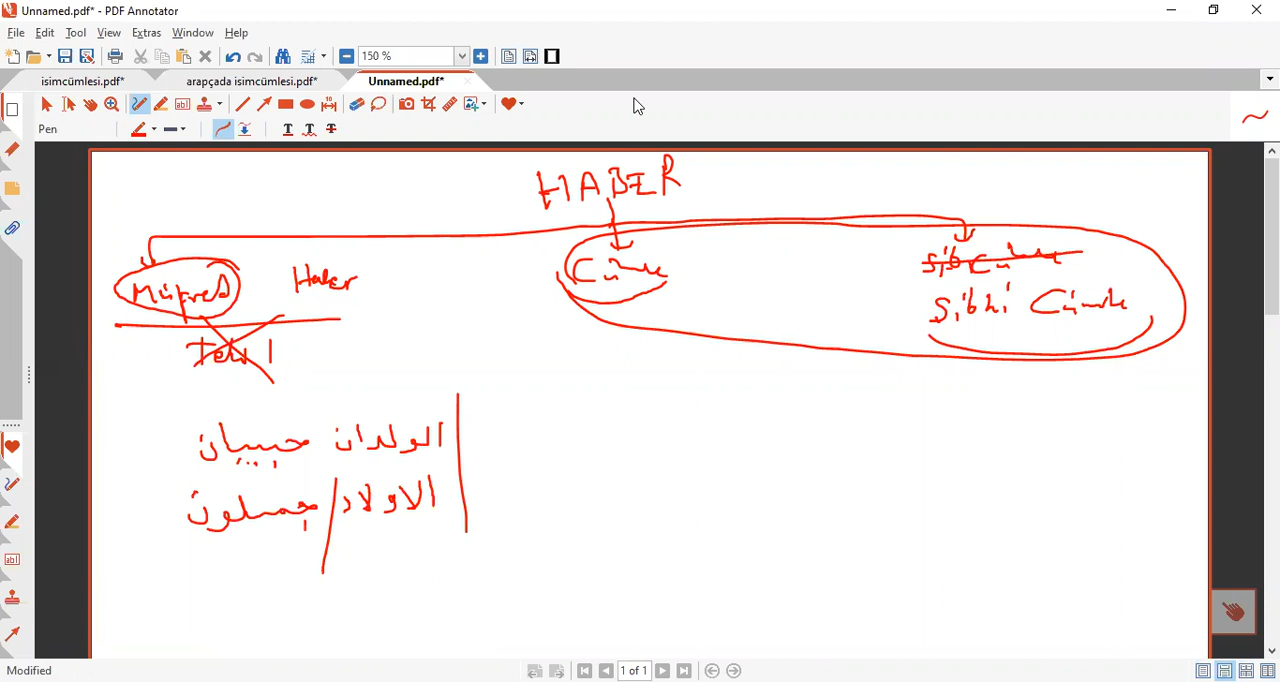 Unnamed.pdf* - PDF Annotator
File Edit Tool View Extras Window Help
150 %
isimcümlesi.pdf* arapçada isimcümlesi.pdf* Unnamed.pdf*
Pen
HABER
Müfred Haber Cümle
Şibhi Cümle
الولدان
الاولاد / جميلون
Modified 1 of 1